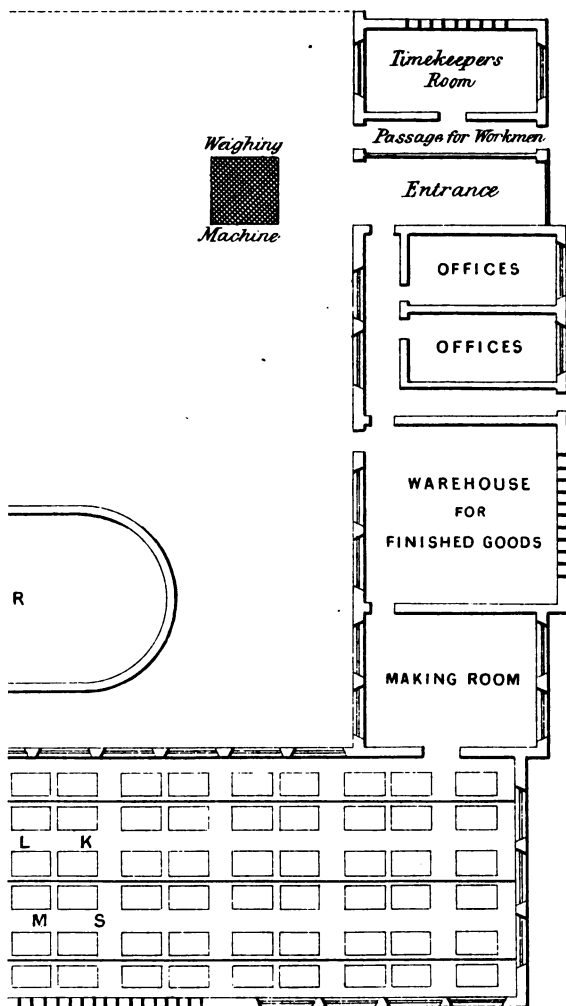 Timekeepers
Room
Passage for Workmen
Weighing
Machine
Entrance
OFFICES
OFFICES
WAREHOUSE
FOR
FINISHED GOODS
R
MAKING ROOM
L K
M S